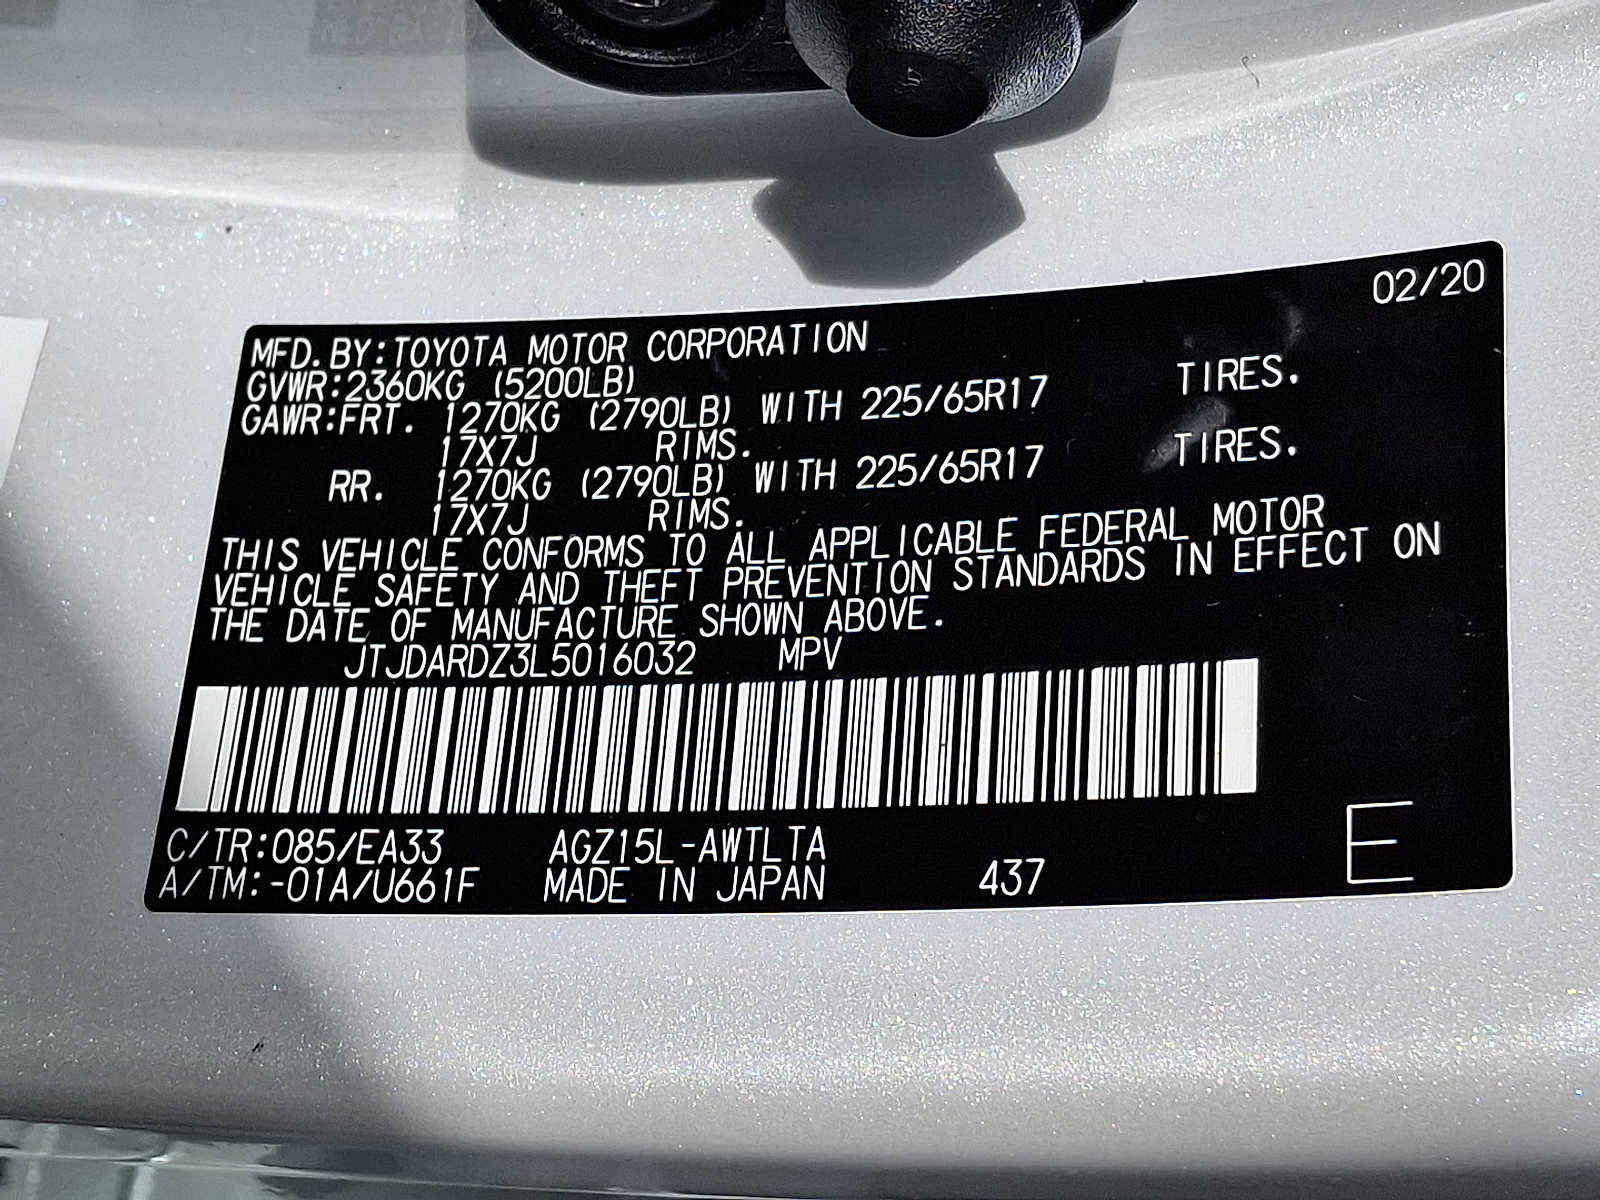 02/20
MFD.BY:TOYOTA MOTOR CORPORATION
GVWR:2360KG (5200LB)
GAWR:FRT. 1270KG (2790LB) WITH 225/65R17 TIRES.
17X7J RIMS.
RR. 1270KG (2790LB) WITH 225/65R17 TIRES.
17X7J RIMS.
THIS VEHICLE CONFORMS TO ALL APPLICABLE FEDERAL MOTOR
VEHICLE SAFETY AND THEFT PREVENTION STANDARDS IN EFFECT ON
THE DATE OF MANUFACTURE SHOWN ABOVE.
JTJDARDZ3L5016032 MPV
C/TR:085/EA33 AGZ15L-AWTLTA
A/TM:-01A/U661F MADE IN JAPAN 437 E